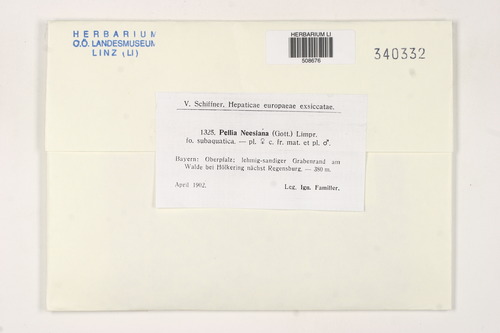 HERBARIUM
O.Ö. LANDESMUSEUM
LINZ (LI)
HERBARIUM LI
508676
340332
V. Schiffner, Hepaticae europaeae exsiccatae.
1325. Pellia Neesiana (Gott.) Limpr.
fo. subaquatica. — pl. ♀ c. fr. mat. et pl. ♂.
Bayern: Oberpfalz; lehmig-sandiger Grabenrand am
Walde bei Hölkering nächst Regensburg. — 380 m.
April 1902.
Leg. Ign. Familler.